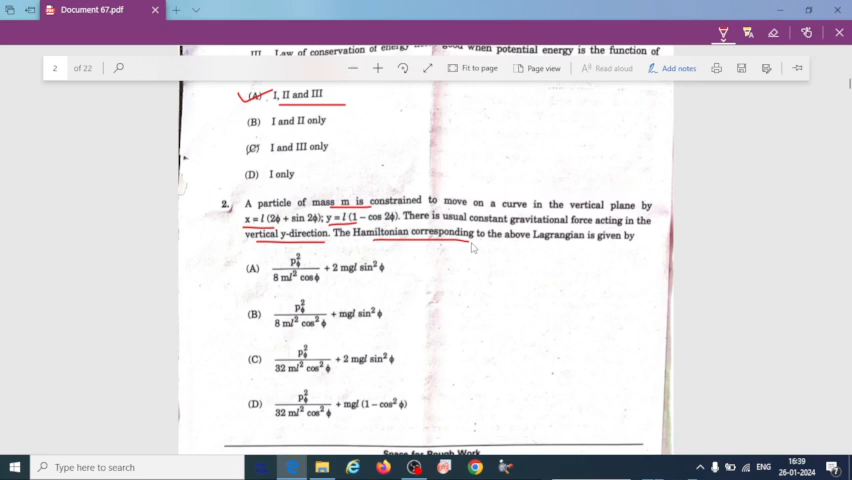 Document 67.pdf
III. Law of conservation of energy good when potential energy is the function of
2 of 22 Fit to page Page view Read aloud Add notes
(A) I, II and III
(B) I and II only
(C) I and III only
(D) I only
2. A particle of mass m is constrained to move on a curve in the vertical plane by
x = l (2ϕ + sin 2ϕ); y = l (1 – cos 2ϕ). There is usual constant gravitational force acting in the
vertical y-direction. The Hamiltonian corresponding to the above Lagrangian is given by
(A) p²ϕ / 8 ml² cos ϕ + 2 mgl sin² ϕ
(B) p²ϕ / 8 ml² cos² ϕ + mgl sin² ϕ
(C) p²ϕ / 32 ml² cos² ϕ + 2 mgl sin² ϕ
(D) p²ϕ / 32 ml² cos² ϕ + mgl (1 – cos² ϕ)
Space for Rough Work
Type here to search
ENG
16:39
26-01-2024